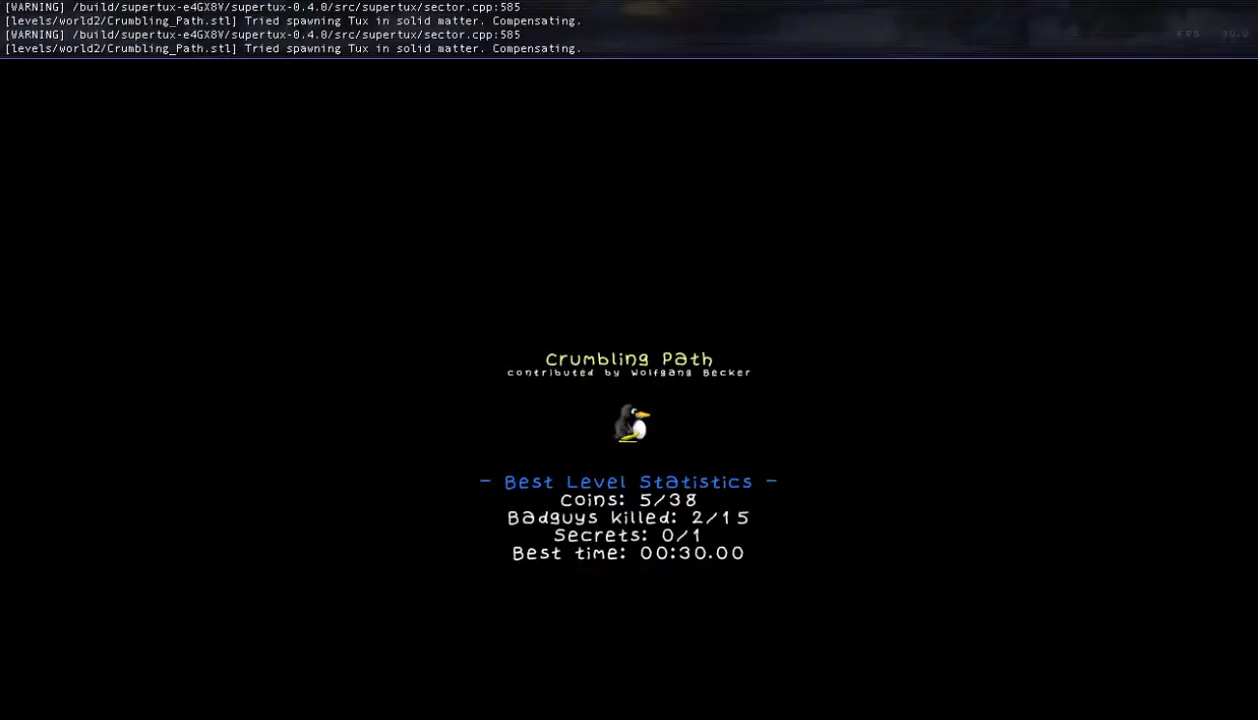 [WARNING] /build/supertux-e4GX8V/supertux-0.4.0/src/supertux/sector.cpp:585
[levels/world2/Crumbling_Path.stl] Tried spawning Tux in solid matter. Compensating.
[WARNING] /build/supertux-e4GX8V/supertux-0.4.0/src/supertux/sector.cpp:585
FPS
[levels/world2/Crumbling_Path.stl] Tried spawning Tux in solid matter. Compensating.
Crumbling Path
contributed by Wolfgang Becker
- Best Level Statistics -
Coins: 5/38
Badguys killed: 2/15
Secrets: 0/1
Best time: 00:30.00